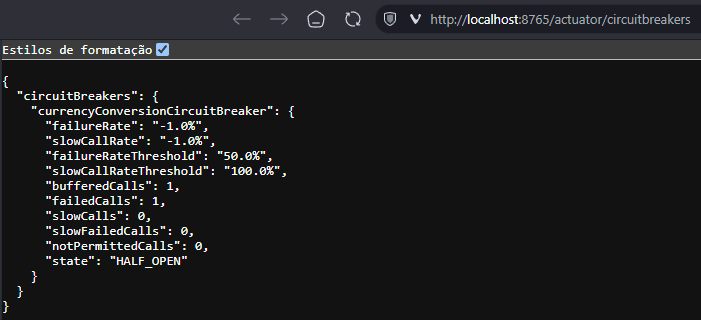 http://localhost:8765/actuator/circuitbreakers
Estilos de formatação
{
  "circuitBreakers": {
    "currencyConversionCircuitBreaker": {
      "failureRate": "-1.0%",
      "slowCallRate": "-1.0%",
      "failureRateThreshold": "50.0%",
      "slowCallRateThreshold": "100.0%",
      "bufferedCalls": 1,
      "failedCalls": 1,
      "slowCalls": 0,
      "slowFailedCalls": 0,
      "notPermittedCalls": 0,
      "state": "HALF_OPEN"
    }
  }
}